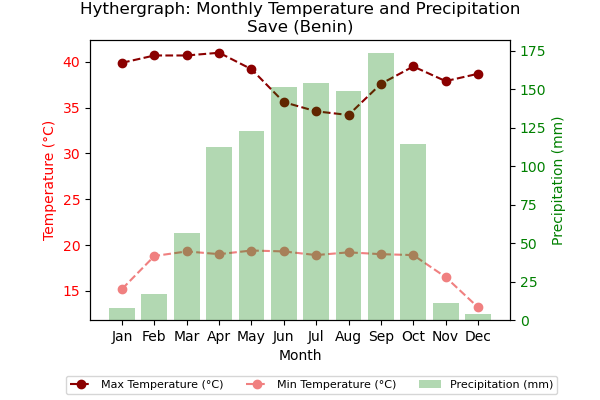 Hythergraph: Monthly Temperature and Precipitation
Save (Benin)
40
35
30
25
20
15
Temperature (°C)
175
150
125
100
75
50
25
0
Precipitation (mm)
Jan Feb Mar Apr May Jun Jul Aug Sep Oct Nov Dec
Month
Max Temperature (°C) Min Temperature (°C) Precipitation (mm)